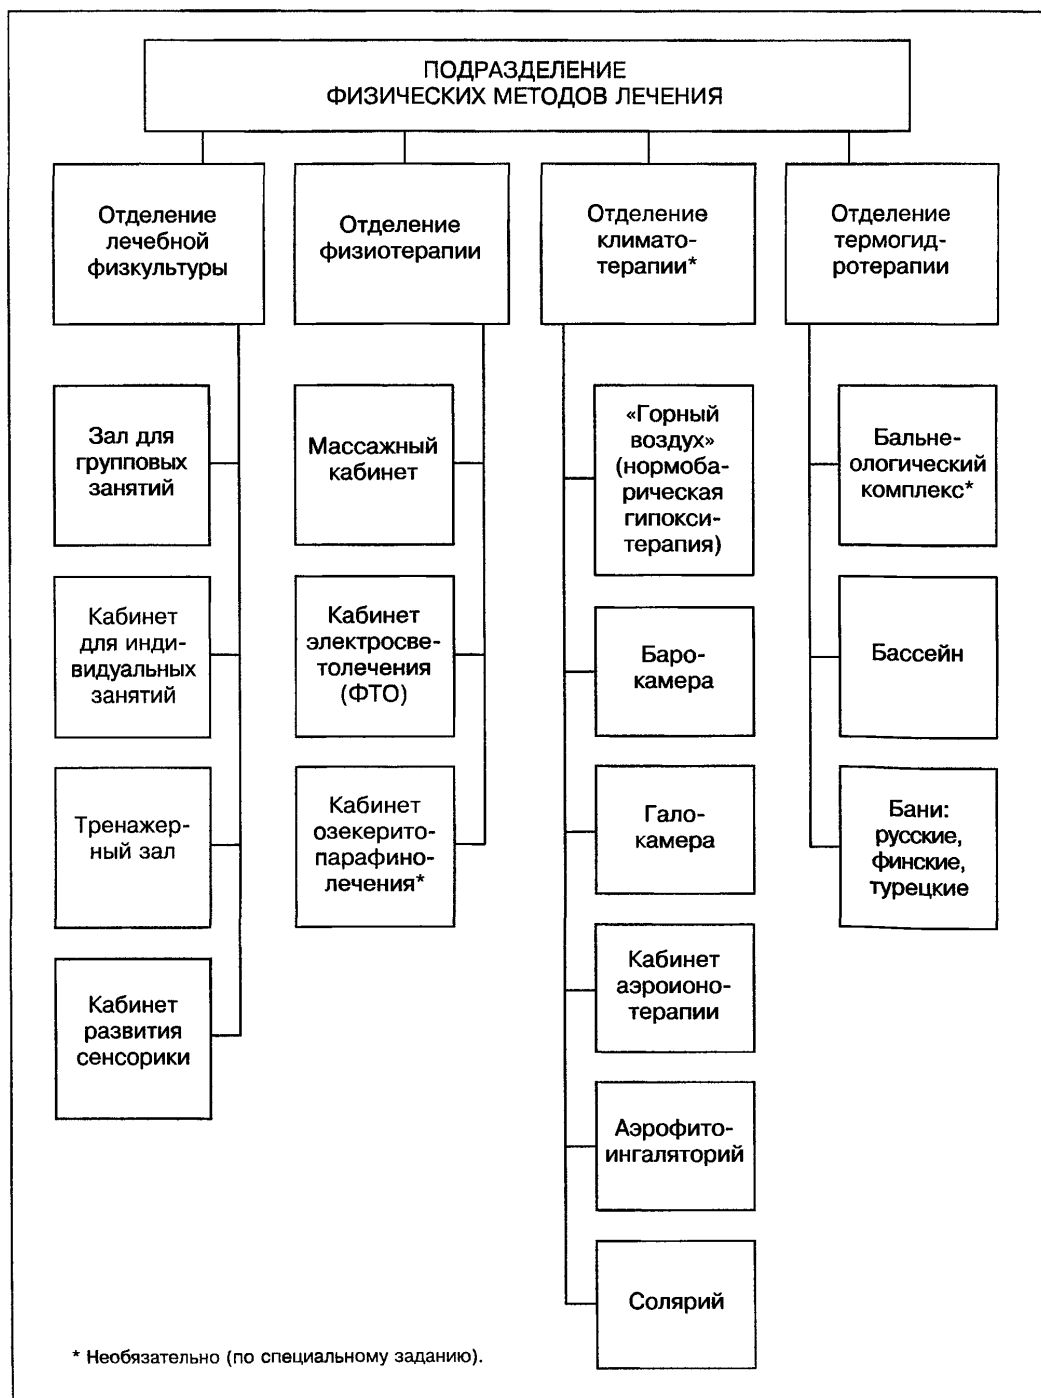 ПОДРАЗДЕЛЕНИЕ
ФИЗИЧЕСКИХ МЕТОДОВ ЛЕЧЕНИЯ
Отделение
лечебной
физкультуры
Зал для
групповых
занятий
Кабинет
для инди-
видуальных
занятий
Тренажер-
ный зал
Кабинет
развития
сенсорики
Отделение
физиотерапии
Массажный
кабинет
Кабинет
электросве-
толечения
(ФТО)
Кабинет
озекерито-
парафино-
лечения*
Отделение
климато-
терапии*
«Горный
воздух»
(нормоба-
рическая
гипокси-
терапия)
Баро-
камера
Гало-
камера
Кабинет
аэроионо-
терапии
Аэрофито-
ингаляторий
Солярий
Отделение
термогид-
ротерапии
Бальне-
ологический
комплекс*
Бассейн
Бани:
русские,
финские,
турецкие
* Необязательно (по специальному заданию).